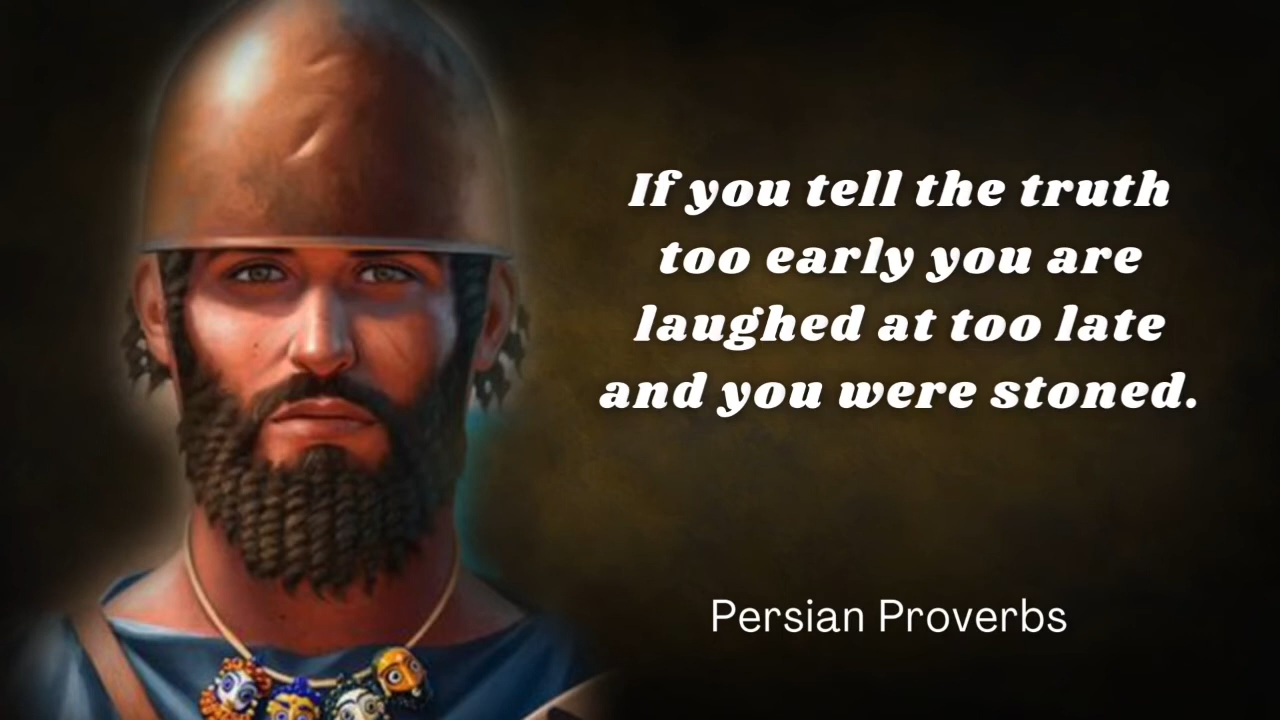 If you tell the truth
too early you are
laughed at too late
and you were stoned.
Persian Proverbs